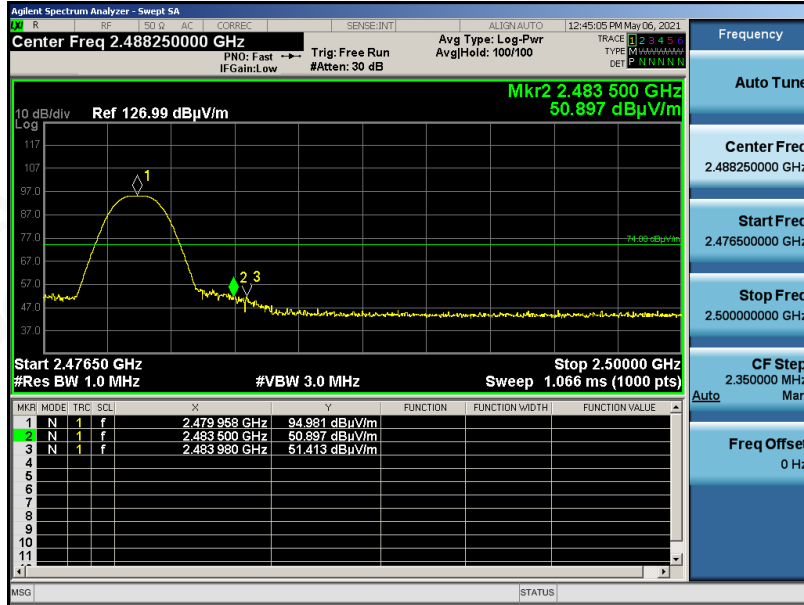 Agilent Spectrum Analyzer - Swept SA
LXI R RF 50 Ω AC CORREC SENSE:INT ALIGN AUTO 12:45:05 PM May 06, 2021
Center Freq 2.488250000 GHz
PNO: Fast
IFGain:Low
Trig: Free Run
#Atten: 30 dB
Avg Type: Log-Pwr
Avg|Hold: 100/100
TRACE 1 2 3 4 5 6
TYPE M
DET P N N N N N
Mkr2 2.483 500 GHz
50.897 dBµV/m
10 dB/div Ref 126.99 dBµV/m
Log
117
107
97.0
87.0
77.0
67.0
57.0
47.0
37.0
74.00 dBµV/m
1
2 3
Start 2.47650 GHz Stop 2.50000 GHz
#Res BW 1.0 MHz #VBW 3.0 MHz Sweep 1.066 ms (1000 pts)
MKR MODE TRC SCL X Y FUNCTION FUNCTION WIDTH FUNCTION VALUE
1 N 1 f 2.479 958 GHz 94.981 dBµV/m
2 N 1 f 2.483 500 GHz 50.897 dBµV/m
3 N 1 f 2.483 980 GHz 51.413 dBµV/m
4
5
6
7
8
9
10
11
MSG STATUS
Frequency
Auto Tune
Center Freq
2.488250000 GHz
Start Freq
2.476500000 GHz
Stop Freq
2.500000000 GHz
CF Step
2.350000 MHz
Auto Man
Freq Offset
0 Hz